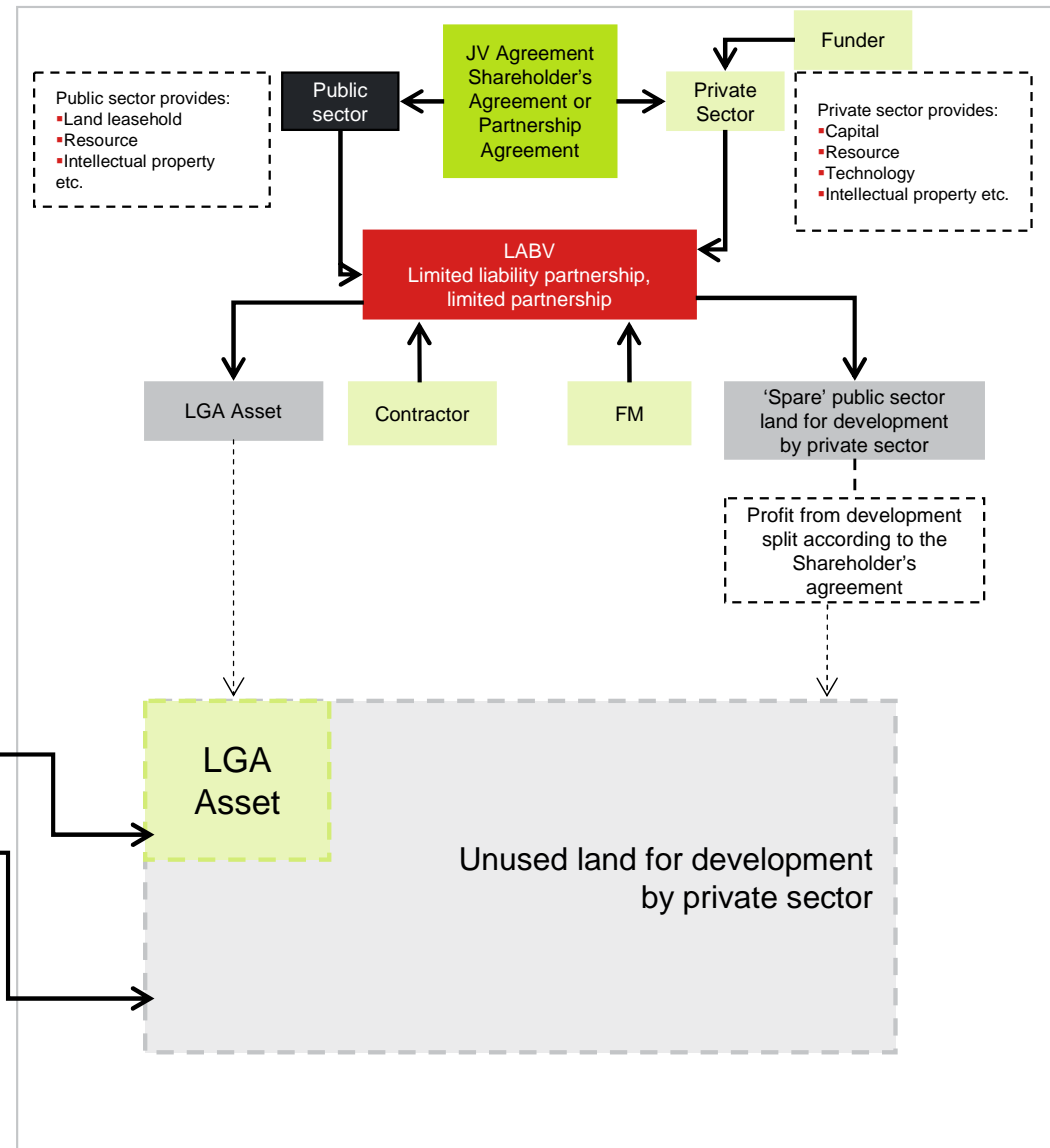 Funder
JV Agreement
Shareholder's
Agreement or
Partnership
Agreement
Public
sector
Private
Sector
Public sector provides:
▪Land leasehold
▪Resource
▪Intellectual property
etc.
Private sector provides:
▪Capital
▪Resource
▪Technology
▪Intellectual property etc.
LABV
Limited liability partnership,
limited partnership
LGA Asset
Contractor
FM
‘Spare’ public sector
land for development
by private sector
Profit from development
split according to the
Shareholder’s
agreement
LGA
Asset
Unused land for development
by private sector